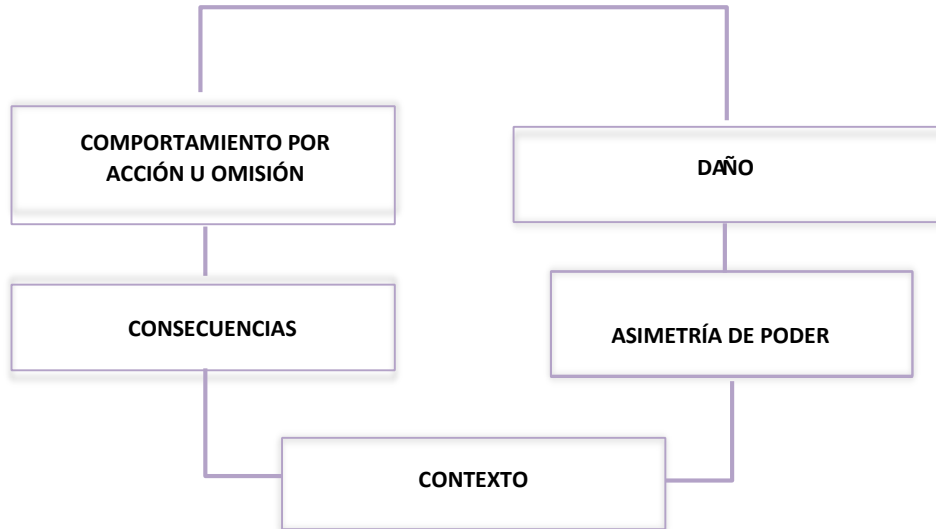 COMPORTAMIENTO POR
ACCIÓN U OMISIÓN
DAÑO
CONSECUENCIAS
ASIMETRÍA DE PODER
CONTEXTO